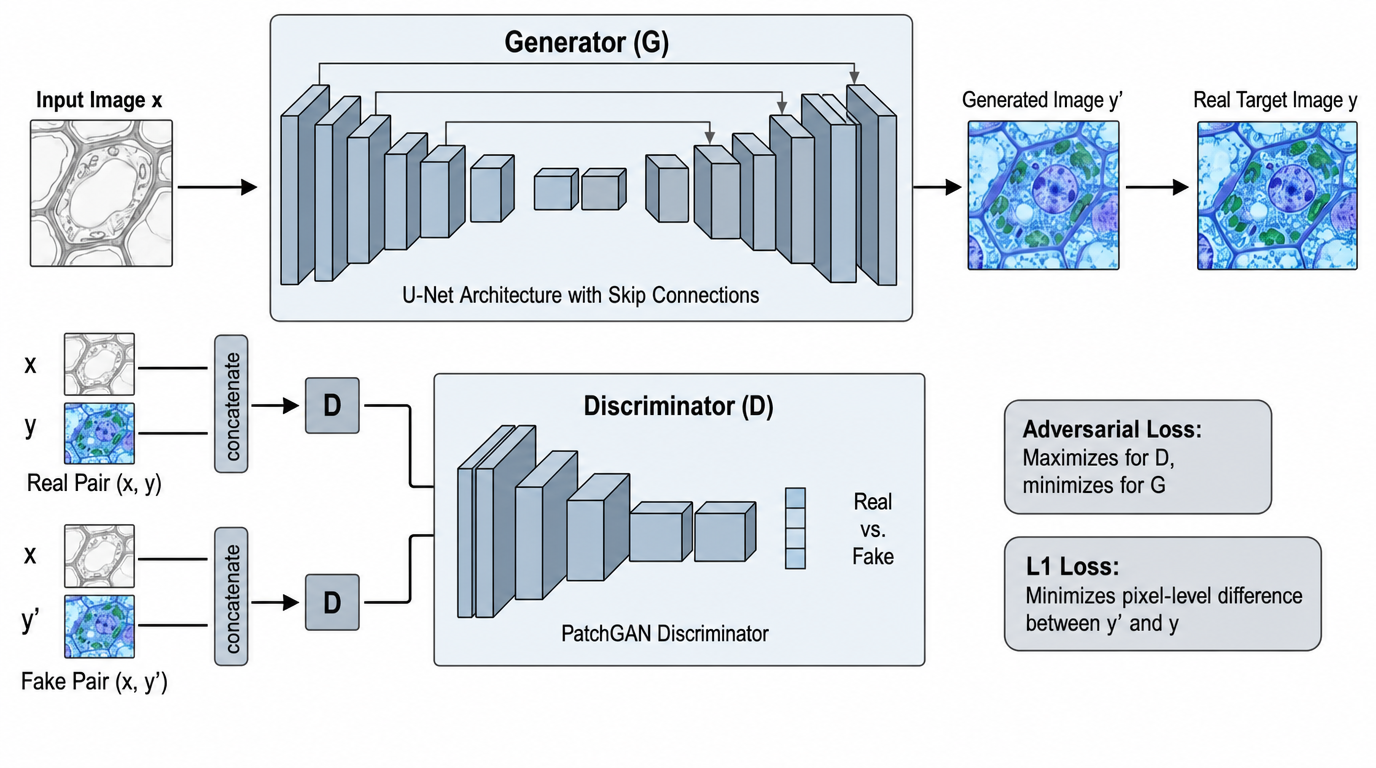 Generator (G)
Input Image x
Generated Image y’
Real Target Image y
U-Net Architecture with Skip Connections
x
y
concatenate
D
Real Pair (x, y)
x
y’
concatenate
D
Fake Pair (x, y’)
Discriminator (D)
Real
vs.
Fake
PatchGAN Discriminator
Adversarial Loss:
Maximizes for D,
minimizes for G
L1 Loss:
Minimizes pixel-level difference
between y’ and y